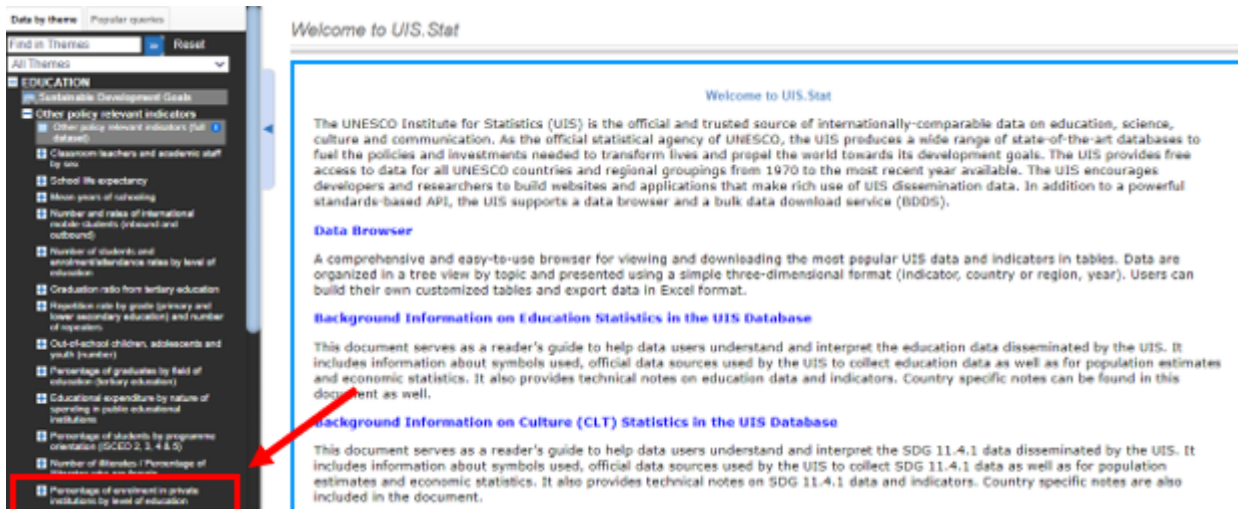 Data by theme
Popular queries
Find in Themes
Reset
All Themes
EDUCATION
Sustainable Development Goals
Other policy relevant indicators
Other policy relevant indicators (full
dataset)
Classroom teachers and academic staff
by sex
School life expectancy
Mean years of schooling
Number and rates of international
mobile students (inbound and
outbound)
Number of students and
enrolment/attendance rates by level of
education
Graduation ratio from tertiary education
Repetition rate by grade (primary and
lower secondary education) and number
of repeaters
Out-of-school children, adolescents and
youth (number)
Percentage of graduates by field of
education (tertiary education)
Educational expenditure by nature of
spending in public educational
institutions
Percentage of students by programme
orientation (ISCED 2, 3, 4 & 5)
Number of illiterates / Percentage of
Percentage of enrolment in private
institutions by level of education
Welcome to UIS.Stat
Welcome to UIS.Stat
The UNESCO Institute for Statistics (UIS) is the official and trusted source of internationally-comparable data on education, science,
culture and communication. As the official statistical agency of UNESCO, the UIS produces a wide range of state-of-the-art databases to
fuel the policies and investments needed to transform lives and propel the world towards its development goals. The UIS provides free
access to data for all UNESCO countries and regional groupings from 1970 to the most recent year available. The UIS encourages
developers and researchers to build websites and applications that make rich use of UIS dissemination data. In addition to a powerful
standards-based API, the UIS supports a data browser and a bulk data download service (BDDS).
Data Browser
A comprehensive and easy-to-use browser for viewing and downloading the most popular UIS data and indicators in tables. Data are
organized in a tree view by topic and presented using a simple three-dimensional format (indicator, country or region, year). Users can
build their own customized tables and export data in Excel format.
Background Information on Education Statistics in the UIS Database
This document serves as a reader's guide to help data users understand and interpret the education data disseminated by the UIS. It
includes information about symbols used, official data sources used by the UIS to collect education data as well as for population estimates
and economic statistics. It also provides technical notes on education data and indicators. Country specific notes can be found in this
document as well.
Background Information on Culture (CLT) Statistics in the UIS Database
This document serves as a reader's guide to help data users understand and interpret the SDG 11.4.1 data disseminated by the UIS. It
includes information about symbols used, official data sources used by the UIS to collect SDG 11.4.1 data as well as for population
estimates and economic statistics. It also provides technical notes on SDG 11.4.1 data and indicators. Country specific notes are also
included in the document.